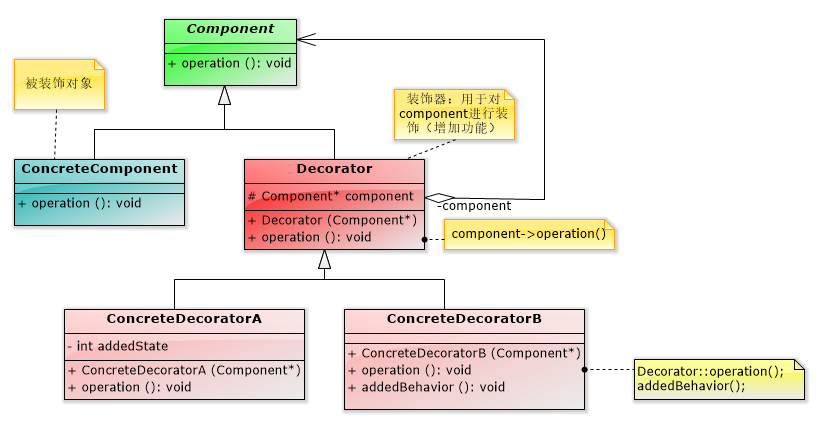 Component
+ operation (): void
被装饰对象
装饰器：用于对
component进行装
饰（增加功能）
ConcreteComponent
+ operation (): void
Decorator
# Component* component
+ Decorator (Component*)
+ operation (): void
-component
component->operation()
ConcreteDecoratorA
- int addedState
+ ConcreteDecoratorA (Component*)
+ operation (): void
ConcreteDecoratorB
+ ConcreteDecoratorB (Component*)
+ operation (): void
+ addedBehavior (): void
Decorator::operation();
addedBehavior();